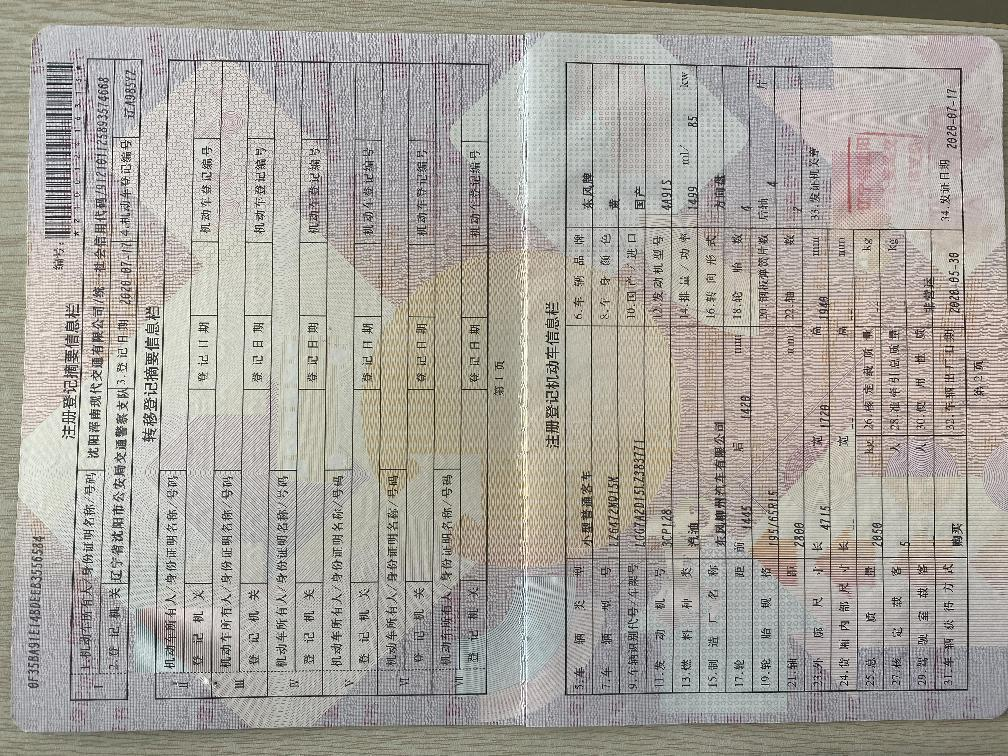 0F35BA91E148DEEEB3556584
编号:
注册登记摘要信息栏
I
1.机动车所有人/身份证明名称/号码 沈阳浑南现代交通有限公司/统一社会信用代码/91210112589357468B
2.登记机关 辽宁省沈阳市公安局交通警察支队 3.登记日期 2020-07-17 4.机动车登记编号 辽A985YZ
转移登记摘要信息栏
II
机动车所有人/身份证明名称/号码
登记机关 登记日期 机动车登记编号
III
机动车所有人/身份证明名称/号码
登记机关 登记日期 机动车登记编号
IV
机动车所有人/身份证明名称/号码
登记机关 登记日期 机动车登记编号
V
机动车所有人/身份证明名称/号码
登记机关 登记日期 机动车登记编号
VI
机动车所有人/身份证明名称/号码
登记机关 登记日期 机动车登记编号
VII
机动车所有人/身份证明名称/号码
登记机关 登记日期 机动车登记编号
第1页
注册登记机动车信息栏
5.车辆类型 小型普通客车 6.车辆品牌 东风牌
7.车辆型号 LZ6472MQ15M 8.车身颜色 黄
9.车辆识别代号/车架号 10.国产/进口 国产
11.发动机号 3CP128 12.发动机型号 4A91S
13.燃料种类 汽油 14.排量/功率 1499 ml/ 85 kw
15.制造厂名称 东风柳州汽车有限公司 16.转向形式 方向盘
17.轮距 前 1445 后 1420 mm 18.轮胎数 4
19.轮胎规格 195/65R15 20.钢板弹簧片数 后轴 4 片
21.轴距 2800 mm 22.轴数 2
23.外廓尺寸 长 4715 宽 1720 高 1940 mm 33.发证机关章
24.货箱内部尺寸 长 宽 高 mm
25.总质量 2050 kg 26.核定载质量 kg
27.核定载客 5 人 28.准牵引总质量 kg
29.驾驶室载客 人 30.使用性质 非营运
31.车辆获得方式 购买 32.车辆出厂日期 2020-05-30 34.发证日期 2020-07-17
第2页